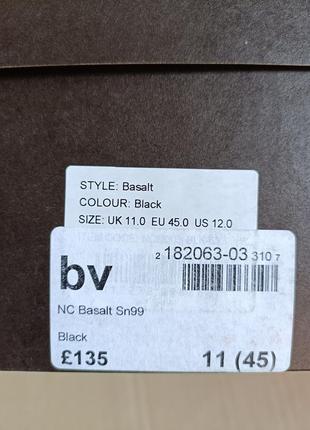 STYLE: Basalt
COLOUR: Black
SIZE: UK 11.0 EU 45.0 US 12.0
bv
2 182063-03 310 7
NC Basalt Sn99
Black
£135 11 (45)